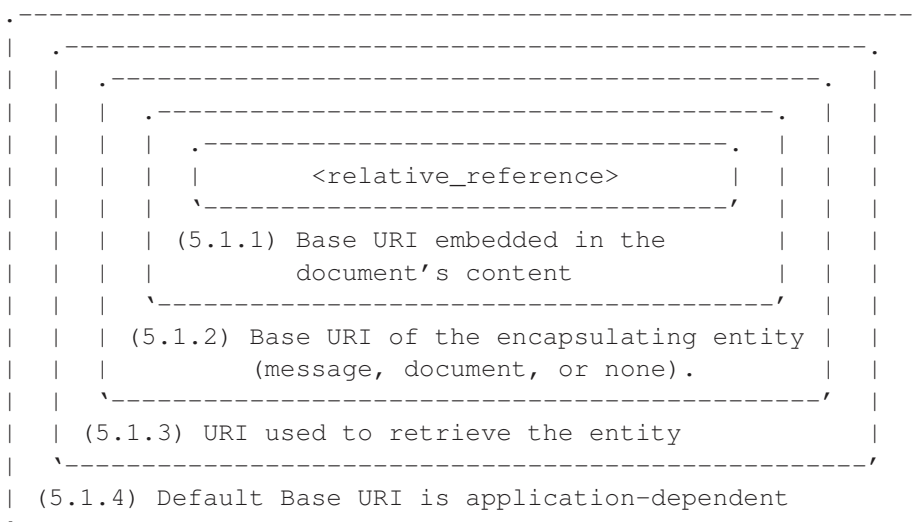 <relative_reference>
(5.1.1) Base URI embedded in the
document's content
(5.1.2) Base URI of the encapsulating entity
(message, document, or none).
(5.1.3) URI used to retrieve the entity
(5.1.4) Default Base URI is application-dependent